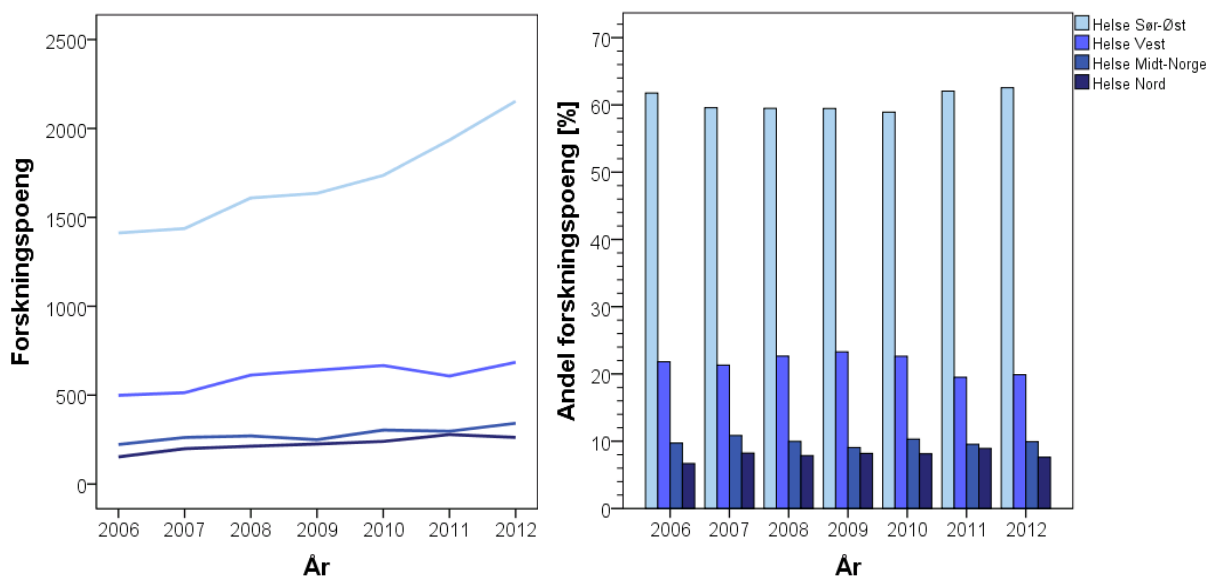 Forskningspoeng
2500
2000
1500
1000
500
0
2006 2007 2008 2009 2010 2011 2012
År
Andel forskningspoeng [%]
70
60
50
40
30
20
10
0
2006 2007 2008 2009 2010 2011 2012
År
Helse Sør-Øst
Helse Vest
Helse Midt-Norge
Helse Nord